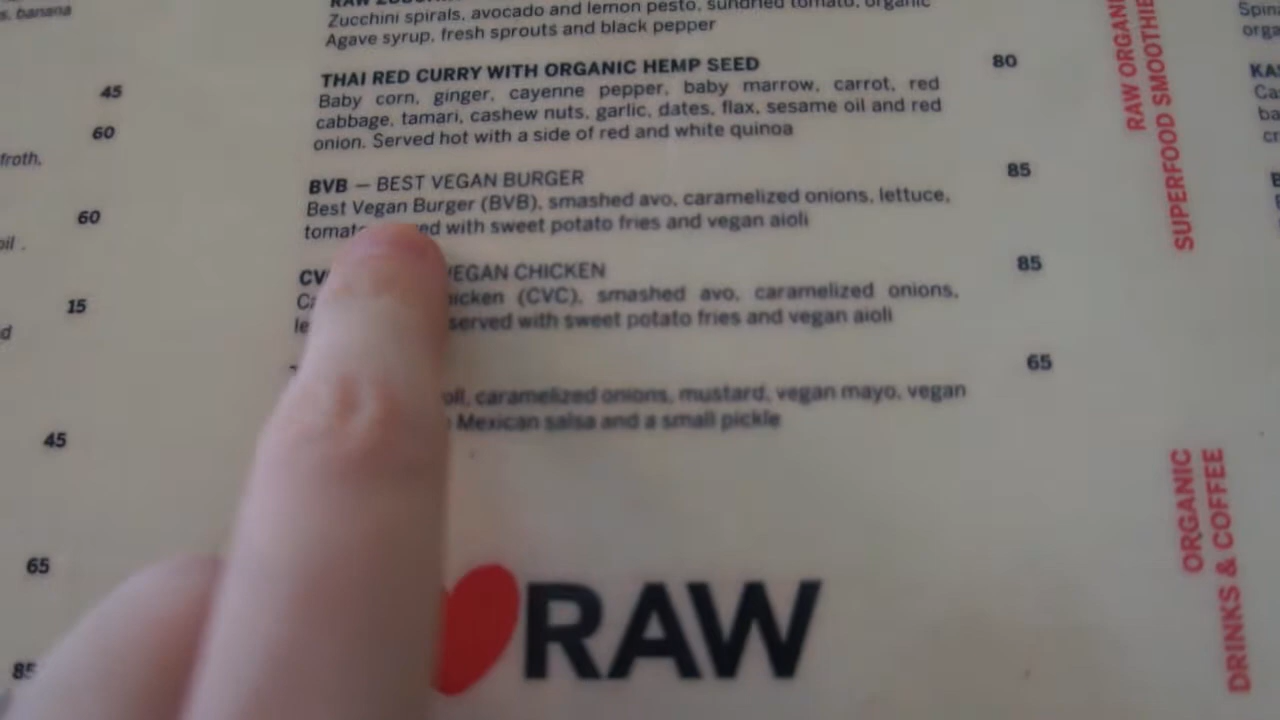 s, banana
45
60
froth,
60
oil .
15
d
45
65
85
Zucchini spirals, avocado and lemon pesto, sundried tomato, organic
Agave syrup, fresh sprouts and black pepper
THAI RED CURRY WITH ORGANIC HEMP SEED 80
Baby corn, ginger, cayenne pepper, baby marrow, carrot, red
cabbage, tamari, cashew nuts, garlic, dates, flax, sesame oil and red
onion. Served hot with a side of red and white quinoa
BVB – BEST VEGAN BURGER 85
Best Vegan Burger (BVB), smashed avo, caramelized onions, lettuce,
with sweet potato fries and vegan aioli
VEGAN CHICKEN 85
(CVC), smashed avo, caramelized onions,
served with sweet potato fries and vegan aioli
65
caramelized onions, mustard, vegan mayo, vegan
Mexican salsa and a small pickle
RAW
RAW ORGANI
SUPERFOOD SMOOTHIE
ORGANIC
DRINKS & COFFEE